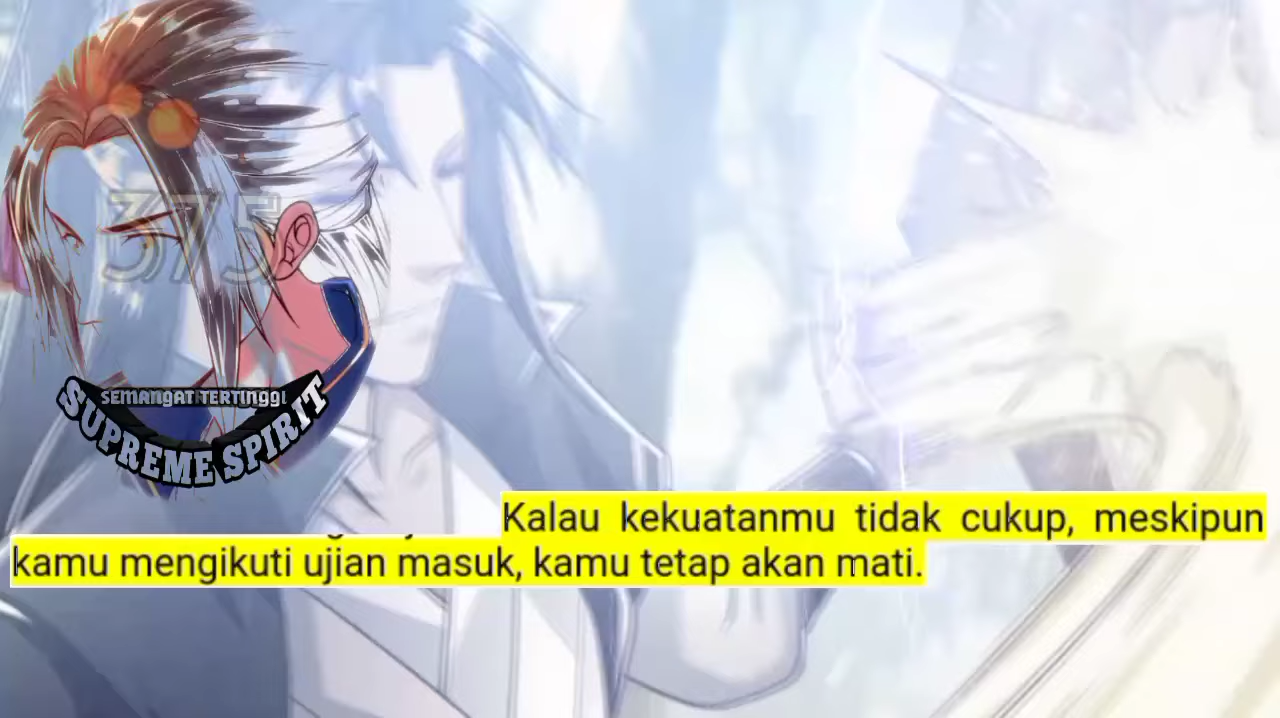 375
SEMANGAT TERTINGGI
SUPREME SPIRIT
Kalau kekuatanmu tidak cukup, meskipun
kamu mengikuti ujian masuk, kamu tetap akan mati.